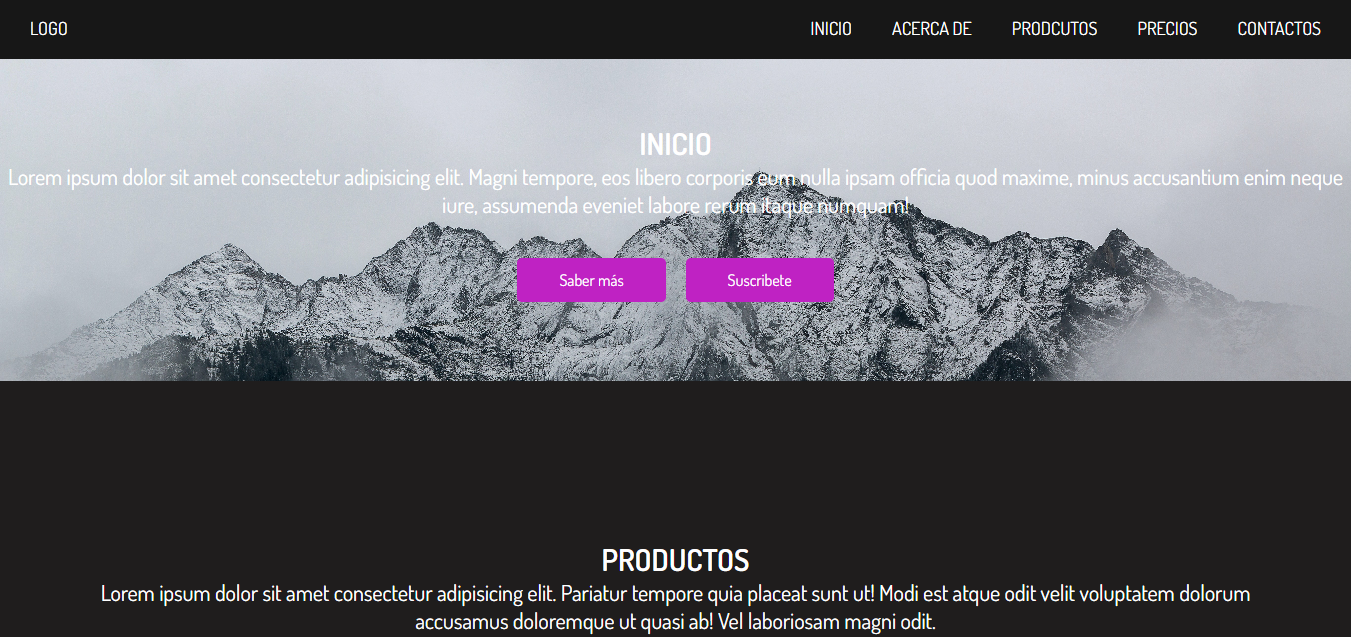 LOGO
INICIO ACERCA DE PRODCUTOS PRECIOS CONTACTOS
INICIO
Lorem ipsum dolor sit amet consectetur adipisicing elit. Magni tempore, eos libero corporis eum nulla ipsam officia quod maxime, minus accusantium enim neque
iure, assumenda eveniet labore rerum itaque numquam!
Saber más
Suscribete
PRODUCTOS
Lorem ipsum dolor sit amet consectetur adipisicing elit. Pariatur tempore quia placeat sunt ut! Modi est atque odit velit voluptatem dolorum
accusamus doloremque ut quasi ab! Vel laboriosam magni odit.